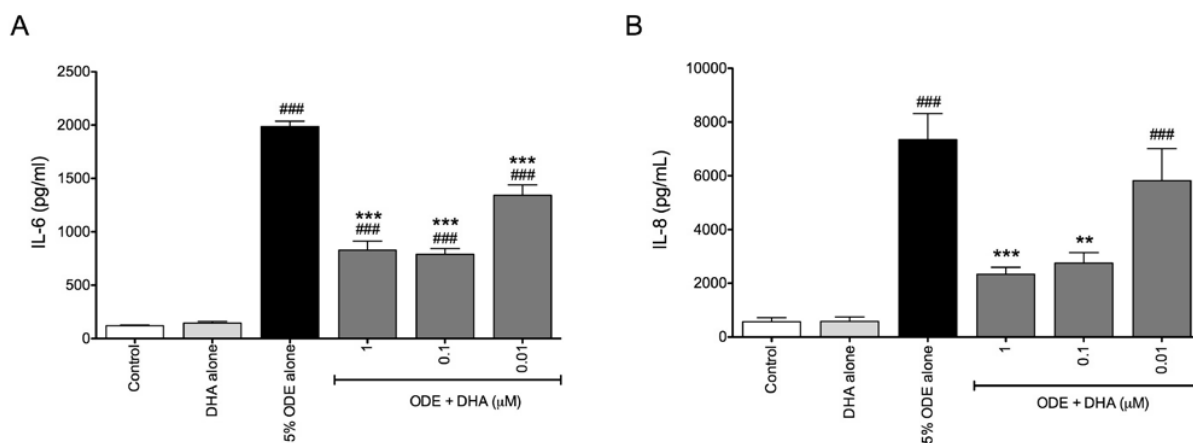 A
IL-6 (pg/ml)
2500
2000
1500
1000
500
0
###
***
###
***
###
***
###
Control
DHA alone
5% ODE alone
1
0.1
0.01
ODE + DHA (μM)
B
IL-8 (pg/mL)
10000
8000
6000
4000
2000
0
###
***
**
###
Control
DHA alone
5% ODE alone
1
0.1
0.01
ODE + DHA (μM)